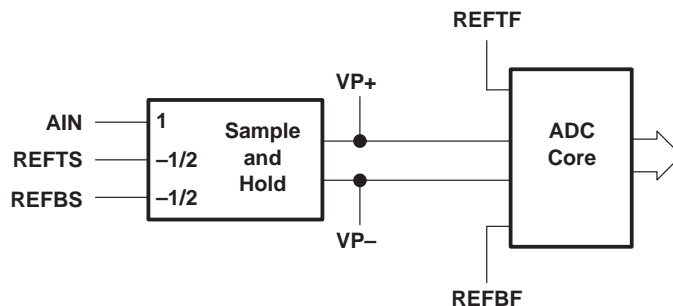 REFTF
VP+
AIN
1
Sample
and
Hold
ADC
Core
REFTS
–1/2
REFBS
–1/2
VP–
REFBF